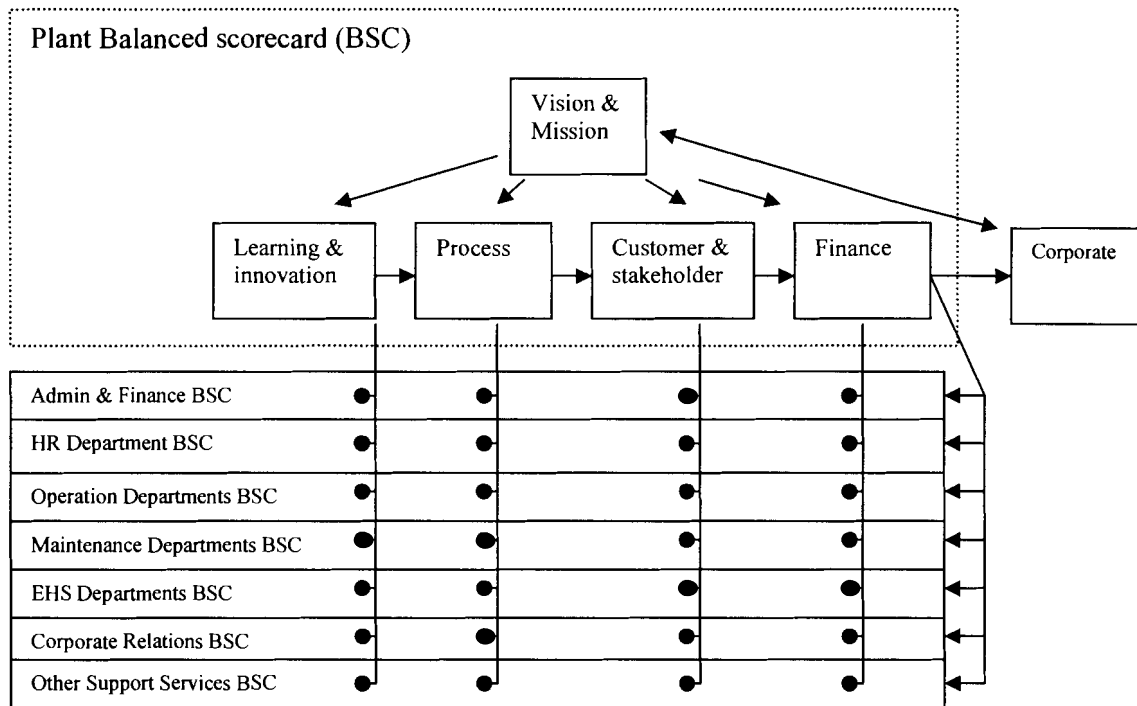 Plant Balanced scorecard (BSC)
Vision &
Mission
Learning &
innovation
Process
Customer &
stakeholder
Finance
Corporate
Admin & Finance BSC
HR Department BSC
Operation Departments BSC
Maintenance Departments BSC
EHS Departments BSC
Corporate Relations BSC
Other Support Services BSC